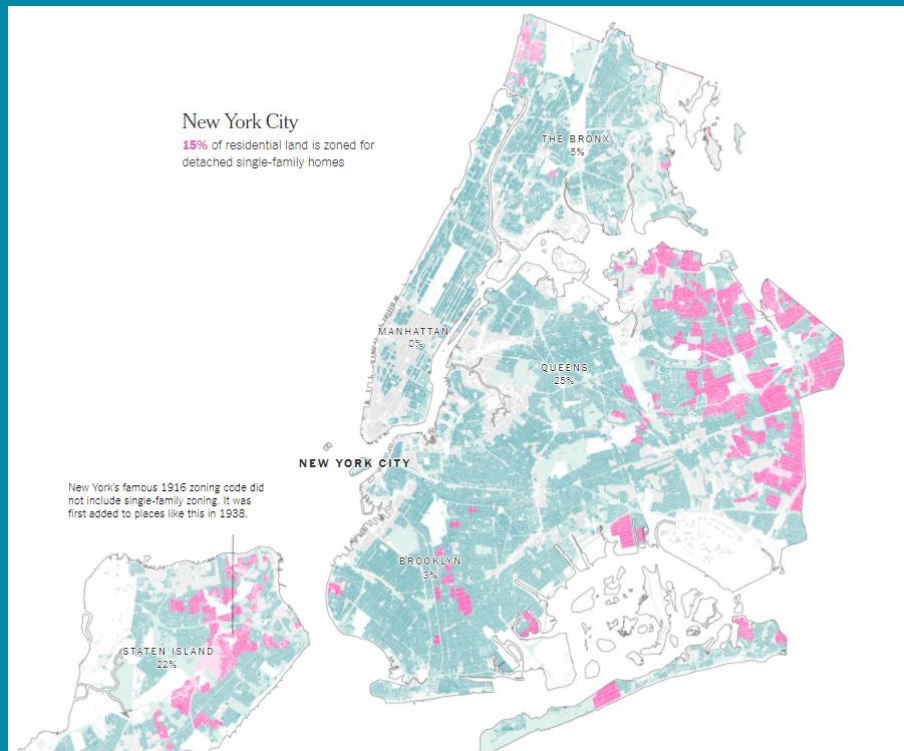 New York City
15% of residential land is zoned for
detached single-family homes
THE BRONX
6%
MANHATTAN
0%
QUEENS
25%
NEW YORK CITY
New York's famous 1916 zoning code did
not include single-family zoning. It was
first added to places like this in 1938.
BROOKLYN
3%
STATEN ISLAND
22%